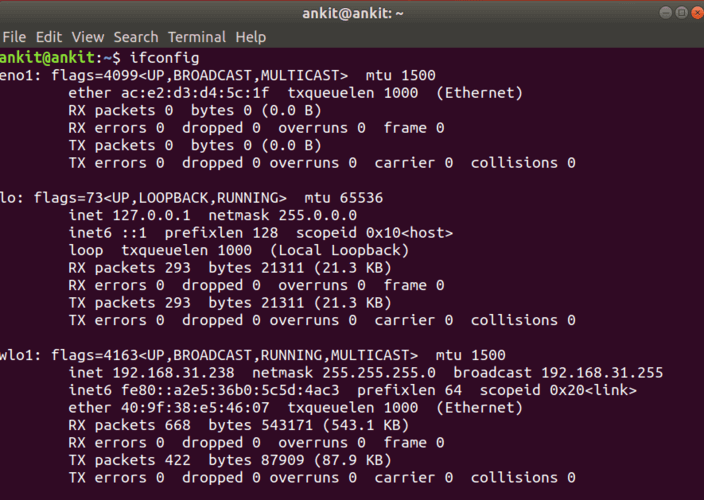 ankit@ankit: ~
File Edit View Search Terminal Help
ankit@ankit:~$ ifconfig
eno1: flags=4099<UP,BROADCAST,MULTICAST>  mtu 1500
        ether ac:e2:d3:d4:5c:1f  txqueuelen 1000  (Ethernet)
        RX packets 0  bytes 0 (0.0 B)
        RX errors 0  dropped 0  overruns 0  frame 0
        TX packets 0  bytes 0 (0.0 B)
        TX errors 0  dropped 0 overruns 0  carrier 0  collisions 0
lo: flags=73<UP,LOOPBACK,RUNNING>  mtu 65536
        inet 127.0.0.1  netmask 255.0.0.0
        inet6 ::1  prefixlen 128  scopeid 0x10<host>
        loop  txqueuelen 1000  (Local Loopback)
        RX packets 293  bytes 21311 (21.3 KB)
        RX errors 0  dropped 0  overruns 0  frame 0
        TX packets 293  bytes 21311 (21.3 KB)
        TX errors 0  dropped 0 overruns 0  carrier 0  collisions 0
wlo1: flags=4163<UP,BROADCAST,RUNNING,MULTICAST>  mtu 1500
        inet 192.168.31.238  netmask 255.255.255.0  broadcast 192.168.31.255
        inet6 fe80::a2e5:36b0:5c5d:4ac3  prefixlen 64  scopeid 0x20<link>
        ether 40:9f:38:e5:46:07  txqueuelen 1000  (Ethernet)
        RX packets 668  bytes 543171 (543.1 KB)
        RX errors 0  dropped 0  overruns 0  frame 0
        TX packets 422  bytes 87909 (87.9 KB)
        TX errors 0  dropped 0 overruns 0  carrier 0  collisions 0